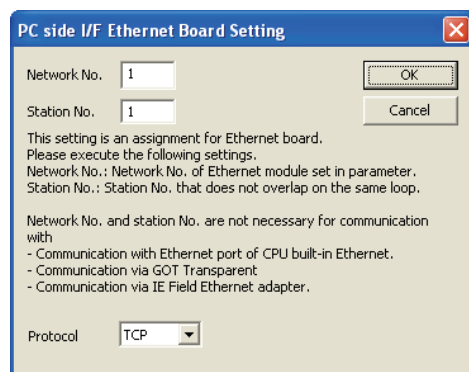 PC side I/F Ethernet Board Setting
Network No. 1
OK
Station No. 1
Cancel
This setting is an assignment for Ethernet board.
Please execute the following settings.
Network No.: Network No. of Ethernet module set in parameter.
Station No.: Station No. that does not overlap on the same loop.
Network No. and station No. are not necessary for communication
with
- Communication with Ethernet port of CPU built-in Ethernet.
- Communication via GOT Transparent
- Communication via IE Field Ethernet adapter.
Protocol TCP